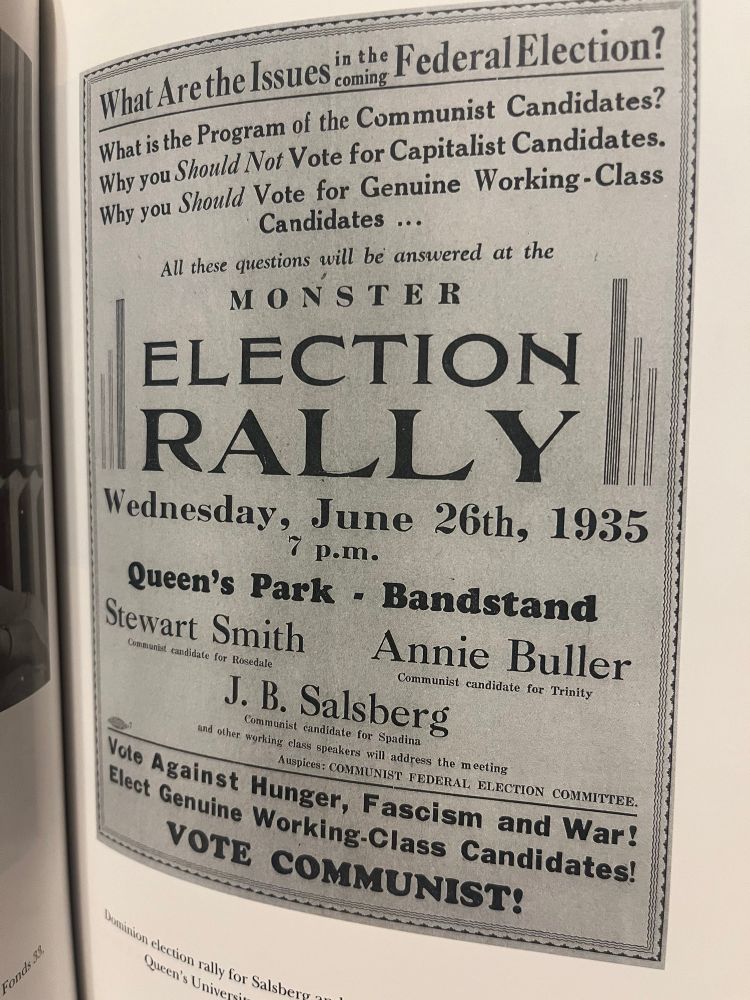 What Are the Issues in the coming Federal Election?
What is the Program of the Communist Candidates?
Why you Should Not Vote for Capitalist Candidates.
Why you Should Vote for Genuine Working-Class
Candidates ...
All these questions will be answered at the
MONSTER
ELECTION
RALLY
Wednesday, June 26th, 1935
7 p.m.
Queen's Park - Bandstand
Stewart Smith
Communist candidate for Rosedale
Annie Buller
Communist candidate for Trinity
J. B. Salsberg
Communist candidate for Spadina
and other working class speakers will address the meeting
Auspices: COMMUNIST FEDERAL ELECTION COMMITTEE.
Vote Against Hunger, Fascism and War!
Elect Genuine Working-Class Candidates!
VOTE COMMUNIST!
Dominion election rally for Salsberg
Queen's
Fonds 33.